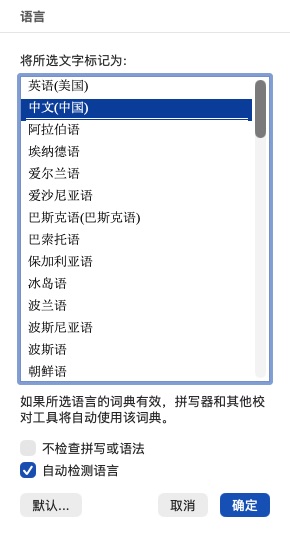 语言
将所选文字标记为:
英语(美国)
中文(中国)
阿拉伯语
埃纳德语
爱尔兰语
爱沙尼亚语
巴斯克语(巴斯克语)
巴索托语
保加利亚语
冰岛语
波兰语
波斯尼亚语
波斯语
朝鲜语
如果所选语言的词典有效，拼写器和其他校
对工具将自动使用该词典。
不检查拼写或语法
自动检测语言
默认...
取消
确定